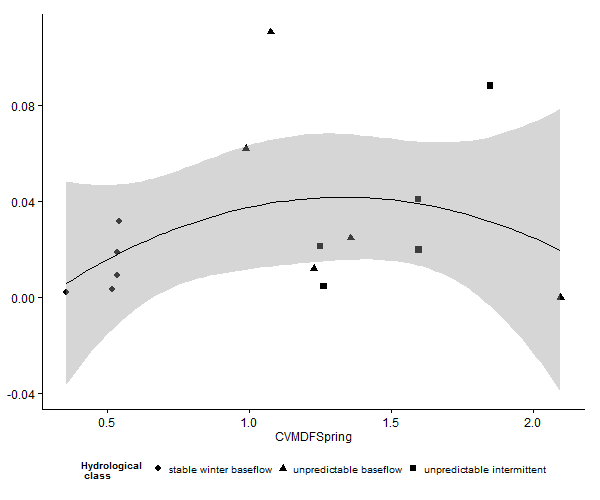 0.08
0.04
0.00
-0.04
0.5 1.0 1.5 2.0
CVMDFSpring
Hydrological
class
stable winter baseflow unpredictable baseflow unpredictable intermittent